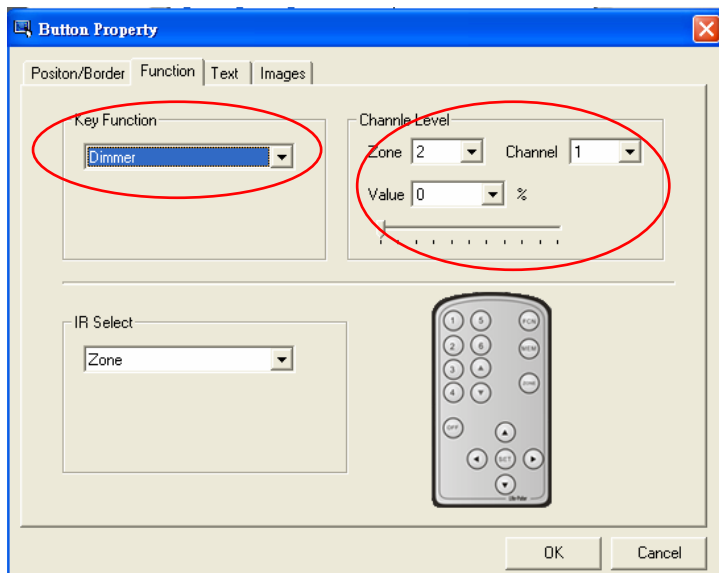 Button Property
Positon/Border Function Text Images
Key Function
Dimmer
Channle Level
Zone 2 Channel 1
Value 0 %
IR Select
Zone
1 5 FCN
2 6 MEM
3
4 ZONE
OFF
SET
OK Cancel